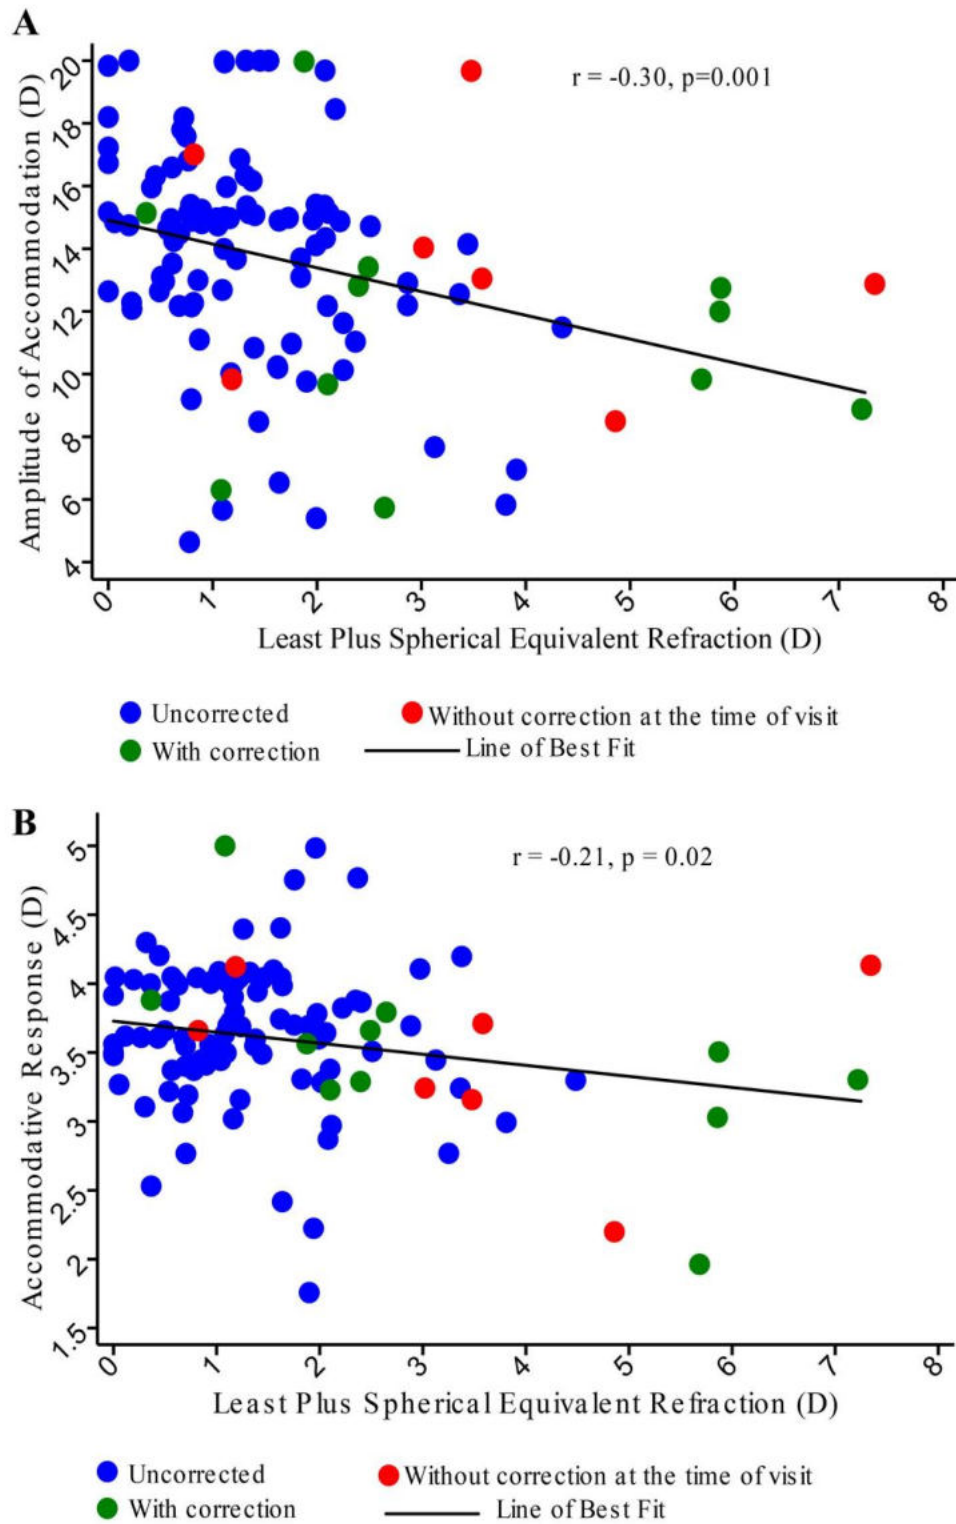 A
r = -0.30, p=0.001
Amplitude of Accommodation (D)
20
18
16
14
12
10
8
6
4
0 1 2 3 4 5 6 7 8
Least Plus Spherical Equivalent Refraction (D)
Uncorrected
Without correction at the time of visit
With correction
Line of Best Fit
B
r = -0.21, p = 0.02
Accommodative Response (D)
5
4.5
4
3.5
3
2.5
2
1.5
0 1 2 3 4 5 6 7 8
Least Plus Spherical Equivalent Refraction (D)
Uncorrected
Without correction at the time of visit
With correction
Line of Best Fit